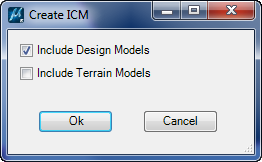 Create ICM
Include Design Models
Include Terrain Models
Ok Cancel